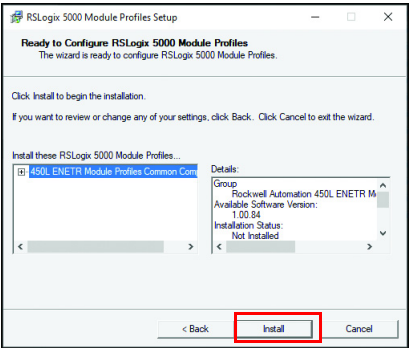 RSLogix 5000 Module Profiles Setup
Ready to Configure RSLogix 5000 Module Profiles
The wizard is ready to configure RSLogix 5000 Module Profiles.
Click Install to begin the installation.
If you want to review or change any of your settings, click Back. Click Cancel to exit the wizard.
Install these RSLogix 5000 Module Profiles...
450L ENETR Module Profiles Common Com
Details:
Group
Rockwell Automation 450L ENETR M
Available Software Version:
1.00.84
Installation Status:
Not Installed
< Back
Install
Cancel